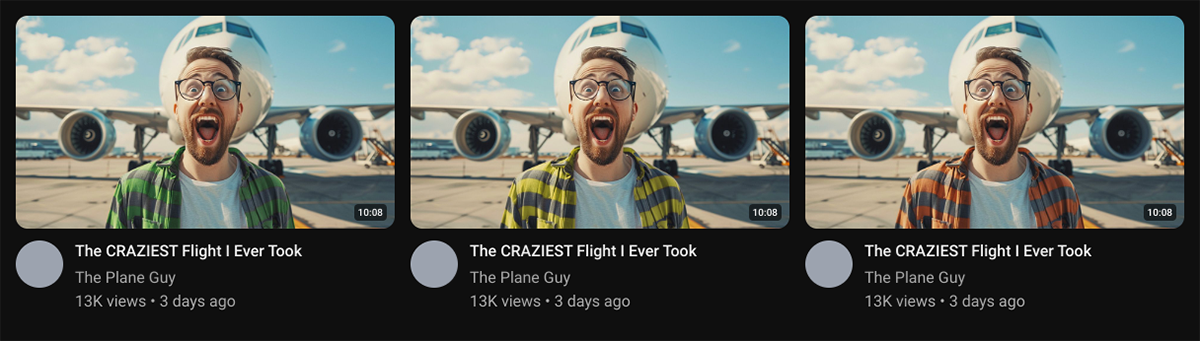 10:08
The CRAZIEST Flight I Ever Took
The Plane Guy
13K views • 3 days ago
10:08
The CRAZIEST Flight I Ever Took
The Plane Guy
13K views • 3 days ago
10:08
The CRAZIEST Flight I Ever Took
The Plane Guy
13K views • 3 days ago